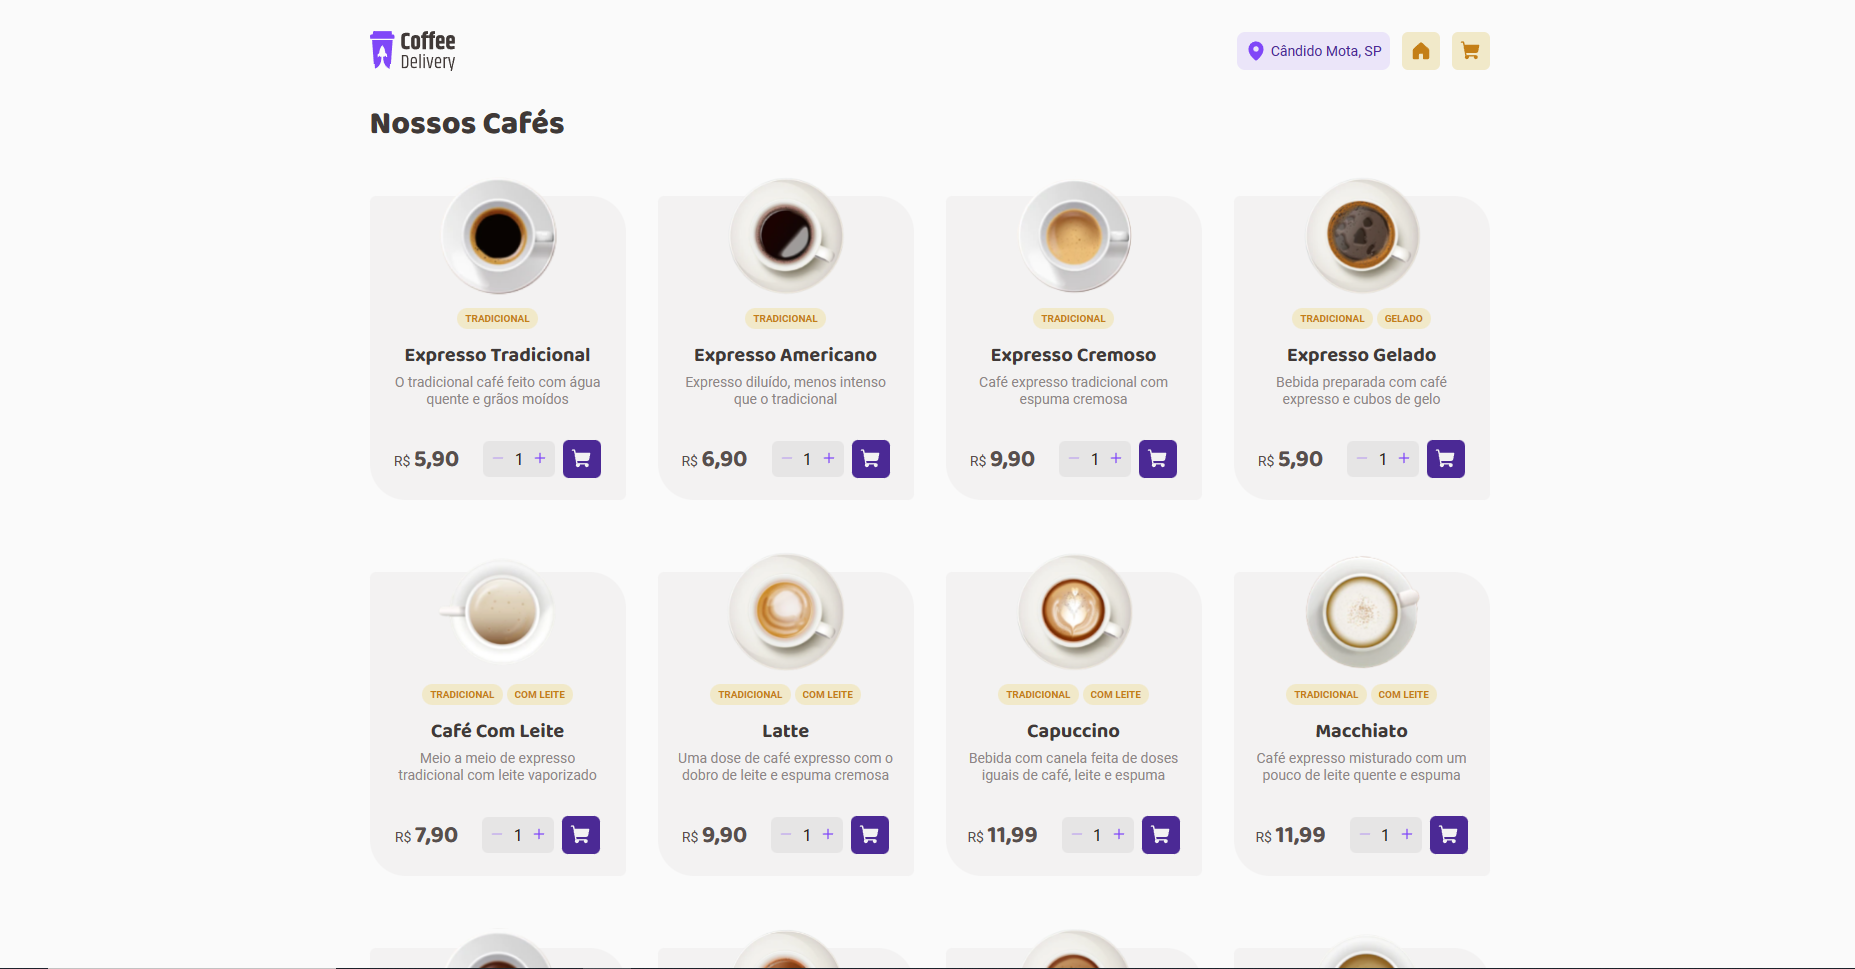 Coffee
Delivery
Cândido Mota, SP
Nossos Cafés
TRADICIONAL
Expresso Tradicional
O tradicional café feito com água
quente e grãos moídos
R$ 5,90
1
TRADICIONAL
Expresso Americano
Expresso diluído, menos intenso
que o tradicional
R$ 6,90
1
TRADICIONAL
Expresso Cremoso
Café expresso tradicional com
espuma cremosa
R$ 9,90
1
TRADICIONAL GELADO
Expresso Gelado
Bebida preparada com café
expresso e cubos de gelo
R$ 5,90
1
TRADICIONAL COM LEITE
Café Com Leite
Meio a meio de expresso
tradicional com leite vaporizado
R$ 7,90
1
TRADICIONAL COM LEITE
Latte
Uma dose de café expresso com o
dobro de leite e espuma cremosa
R$ 9,90
1
TRADICIONAL COM LEITE
Capuccino
Bebida com canela feita de doses
iguais de café, leite e espuma
R$ 11,99
1
TRADICIONAL COM LEITE
Macchiato
Café expresso misturado com um
pouco de leite quente e espuma
R$ 11,99
1